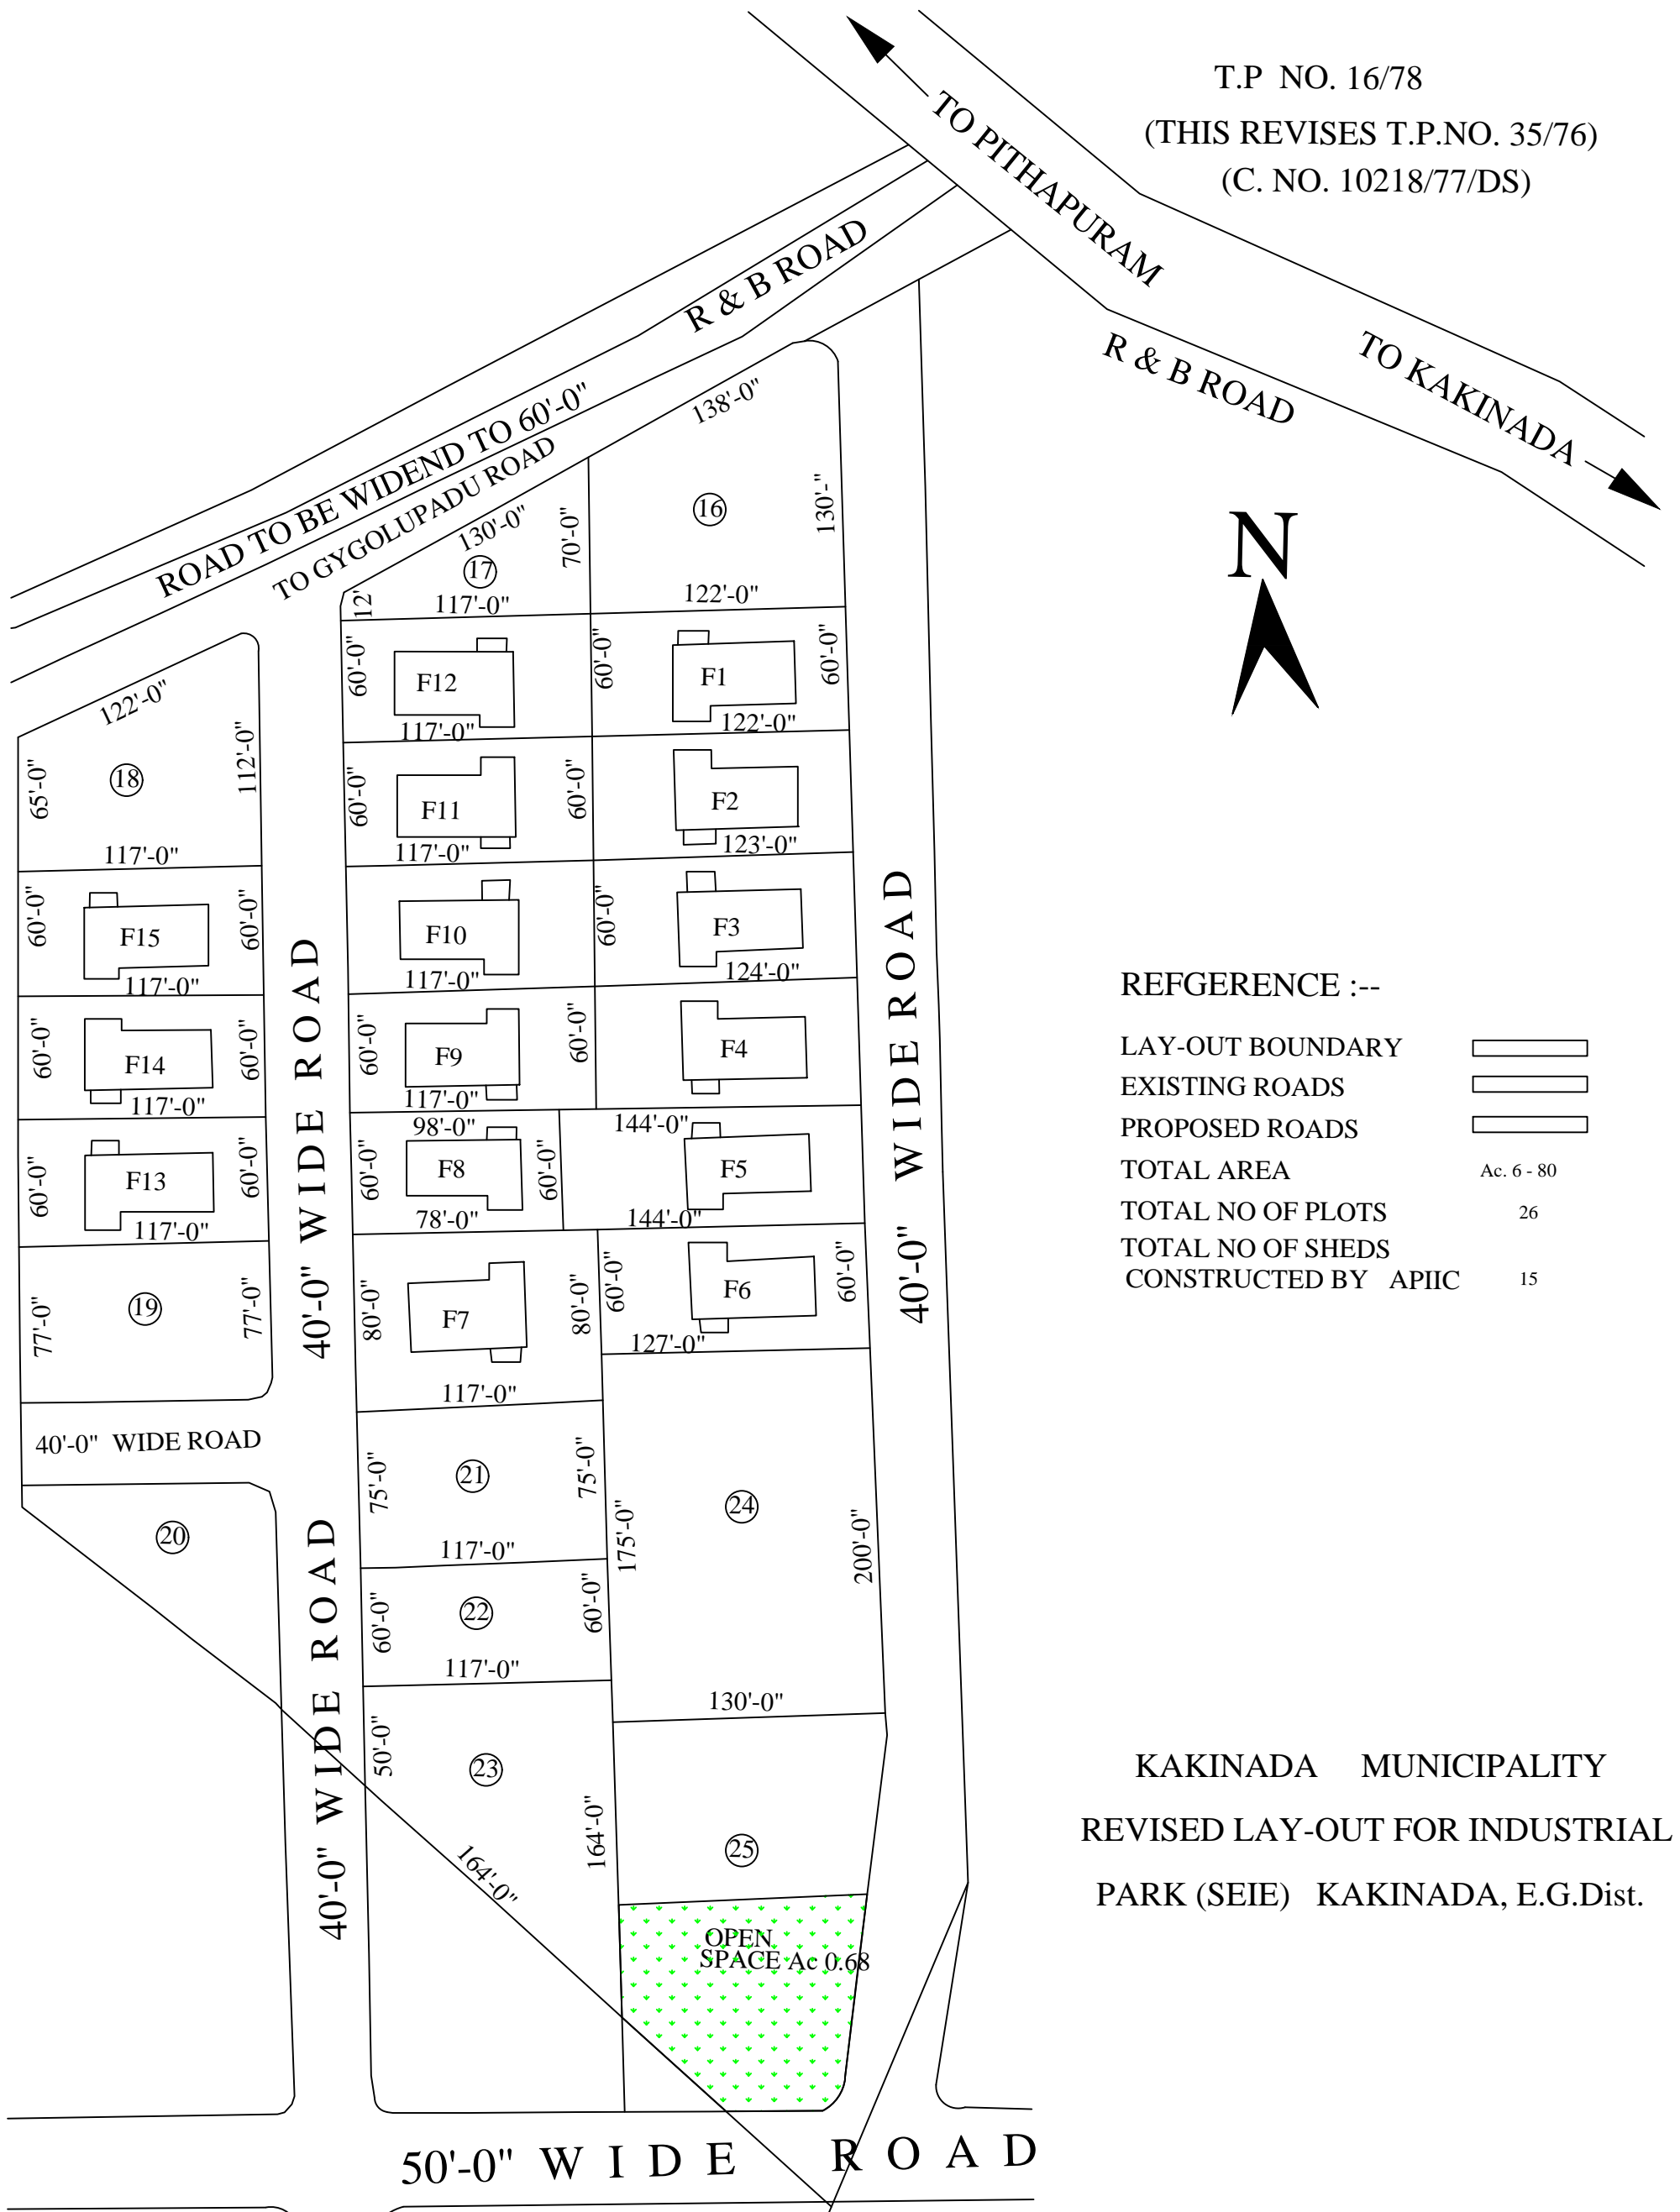 T.P NO. 16/78
(THIS REVISES T.P.NO. 35/76)
(C. NO. 10218/77/DS)
TO PITHAPURAM
R & B ROAD
TO KAKINADA
R & B ROAD
ROAD TO BE WIDEND TO 60'-0"
TO GYGOLUPADU ROAD
138'-0"
130'-0"
70'-0"
16
130'-"
17
12'
117'-0"
122'-0"
N
60'-0"
F12
60'-0"
F1
60'-0"
117'-0"
122'-0"
122'-0"
65'-0"
18
112'-0"
117'-0"
60'-0"
F11
60'-0"
F2
117'-0"
123'-0"
60'-0"
F15
60'-0"
117'-0"
F10
60'-0"
F3
117'-0"
124'-0"
60'-0"
F14
60'-0"
117'-0"
60'-0"
F9
60'-0"
F4
117'-0"
98'-0"
144'-0"
60'-0"
F13
60'-0"
117'-0"
60'-0"
F8
60'-0"
F5
78'-0"
144'-0"
77'-0"
19
77'-0"
80'-0"
F7
80'-0"
60'-0"
F6
60'-0"
127'-0"
117'-0"
40'-0" WIDE ROAD
40'-0" WIDE ROAD
40'-0" WIDE ROAD
20
75'-0"
21
75'-0"
117'-0"
175'-0"
24
200'-0"
60'-0"
22
60'-0"
117'-0"
130'-0"
40'-0" WIDE ROAD
50'-0"
23
164'-0"
164'-0"
25
OPEN
SPACE Ac 0.68
50'-0" WIDE ROAD
REFGERENCE :--
LAY-OUT BOUNDARY
EXISTING ROADS
PROPOSED ROADS
TOTAL AREA Ac. 6 - 80
TOTAL NO OF PLOTS 26
TOTAL NO OF SHEDS
CONSTRUCTED BY APIIC 15
KAKINADA MUNICIPALITY
REVISED LAY-OUT FOR INDUSTRIAL
PARK (SEIE) KAKINADA, E.G.Dist.